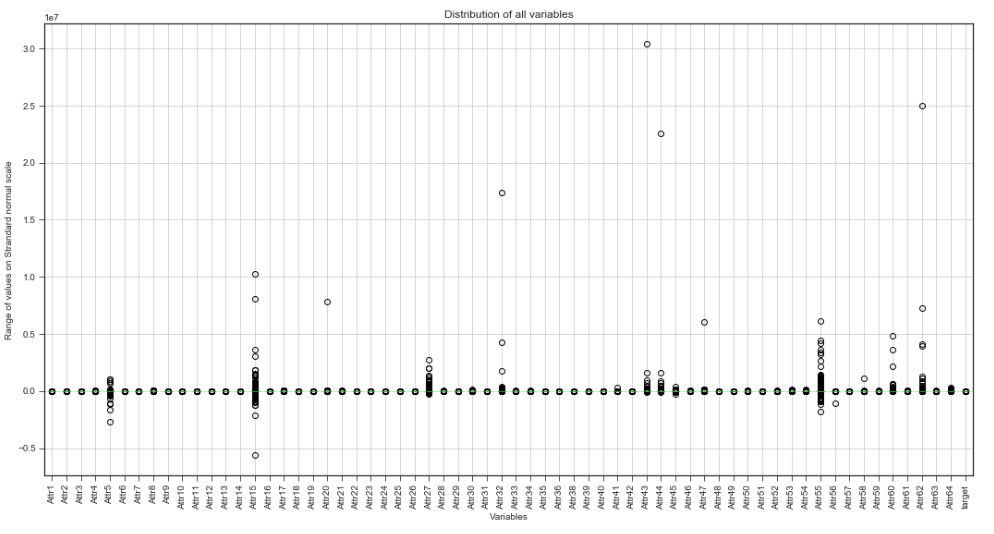 Distribution of all variables
1e7
3.0
2.5
2.0
1.5
1.0
0.5
0.0
−0.5
Range of values on Strandard normal scale
Attr1 Attr2 Attr3 Attr4 Attr5 Attr6 Attr7 Attr8 Attr9 Attr10 Attr11 Attr12 Attr13 Attr14 Attr15 Attr16 Attr17 Attr18 Attr19 Attr20 Attr21 Attr22 Attr23 Attr24 Attr25 Attr26 Attr27 Attr28 Attr29 Attr30 Attr31 Attr32 Attr33 Attr34 Attr35 Attr36 Attr37 Attr38 Attr39 Attr40 Attr41 Attr42 Attr43 Attr44 Attr45 Attr46 Attr47 Attr48 Attr49 Attr50 Attr51 Attr52 Attr53 Attr54 Attr55 Attr56 Attr57 Attr58 Attr59 Attr60 Attr61 Attr62 Attr63 Attr64 target
Variables